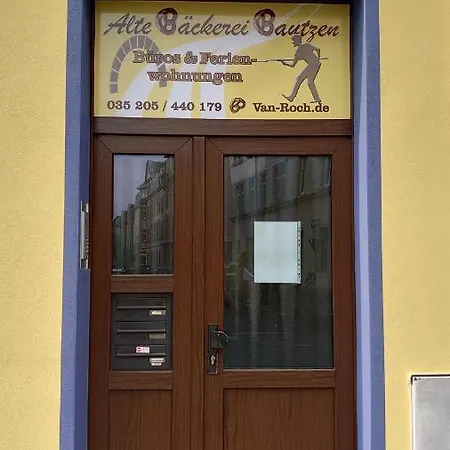 Alte Bäckerei Bautzen
Büros & Ferien-
wohnungen
035 205 / 440 179 Van-Roch.de